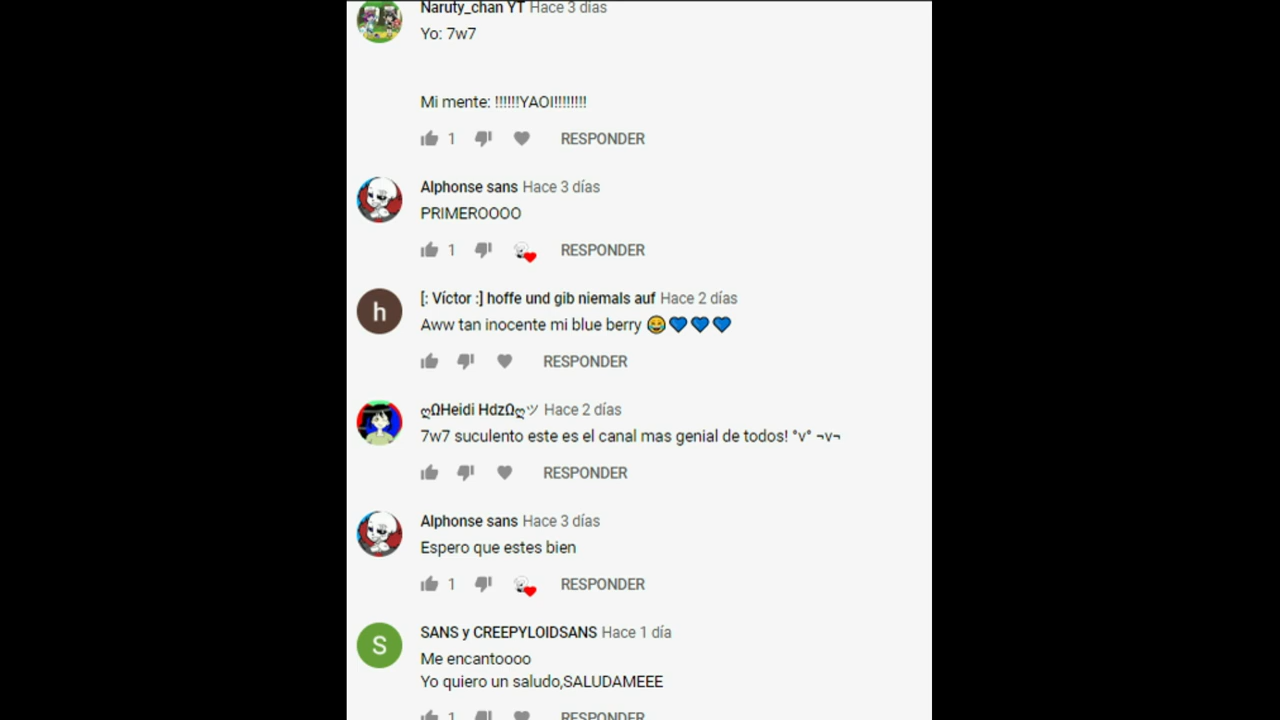 Naruty_chan YT Hace 3 días
Yo: 7w7
Mi mente: !!!!!!YAOI!!!!!!!!
1 RESPONDER
Alphonse sans Hace 3 días
PRIMEROOOO
1 RESPONDER
h
[: Víctor :] hoffe und gib niemals auf Hace 2 días
Aww tan inocente mi blue berry 😂💙💙💙
RESPONDER
ღΩHeidi HdzΩღツ Hace 2 días
7w7 suculento este es el canal mas genial de todos! °v° ¬v¬
RESPONDER
Alphonse sans Hace 3 días
Espero que estes bien
1 RESPONDER
S
SANS y CREEPYLOIDSANS Hace 1 día
Me encantoooo
Yo quiero un saludo,SALUDAMEEE
1 RESPONDER